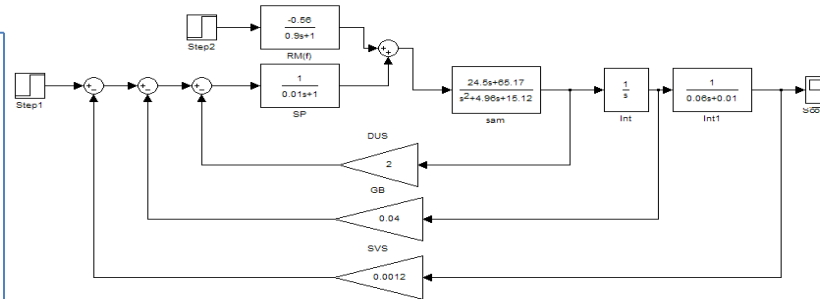 Step2
-0.56
0.9s+1
RM(f)
Step1
1
0.01s+1
SP
24.5s+65.17
s²+4.96s+15.12
sam
1
s
Int
1
0.06s+0.01
Int1
DUS
2
GB
0.04
SVS
0.0012